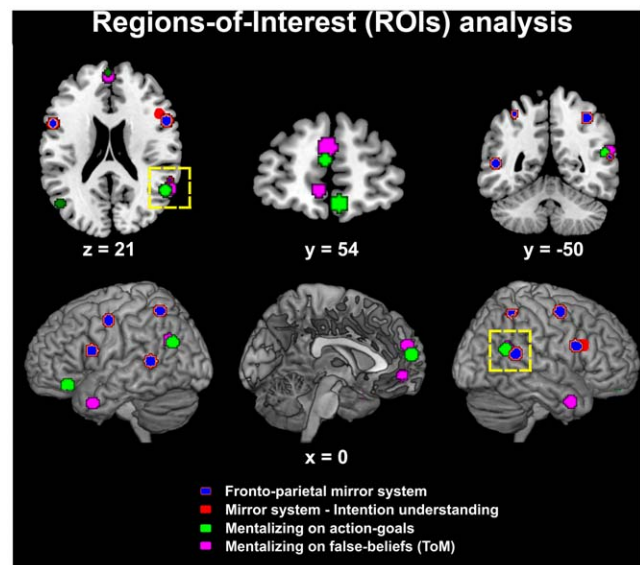 Regions-of-Interest (ROIs) analysis
z = 21
y = 54
y = -50
x = 0
Fronto-parietal mirror system
Mirror system - Intention understanding
Mentalizing on action-goals
Mentalizing on false-beliefs (ToM)